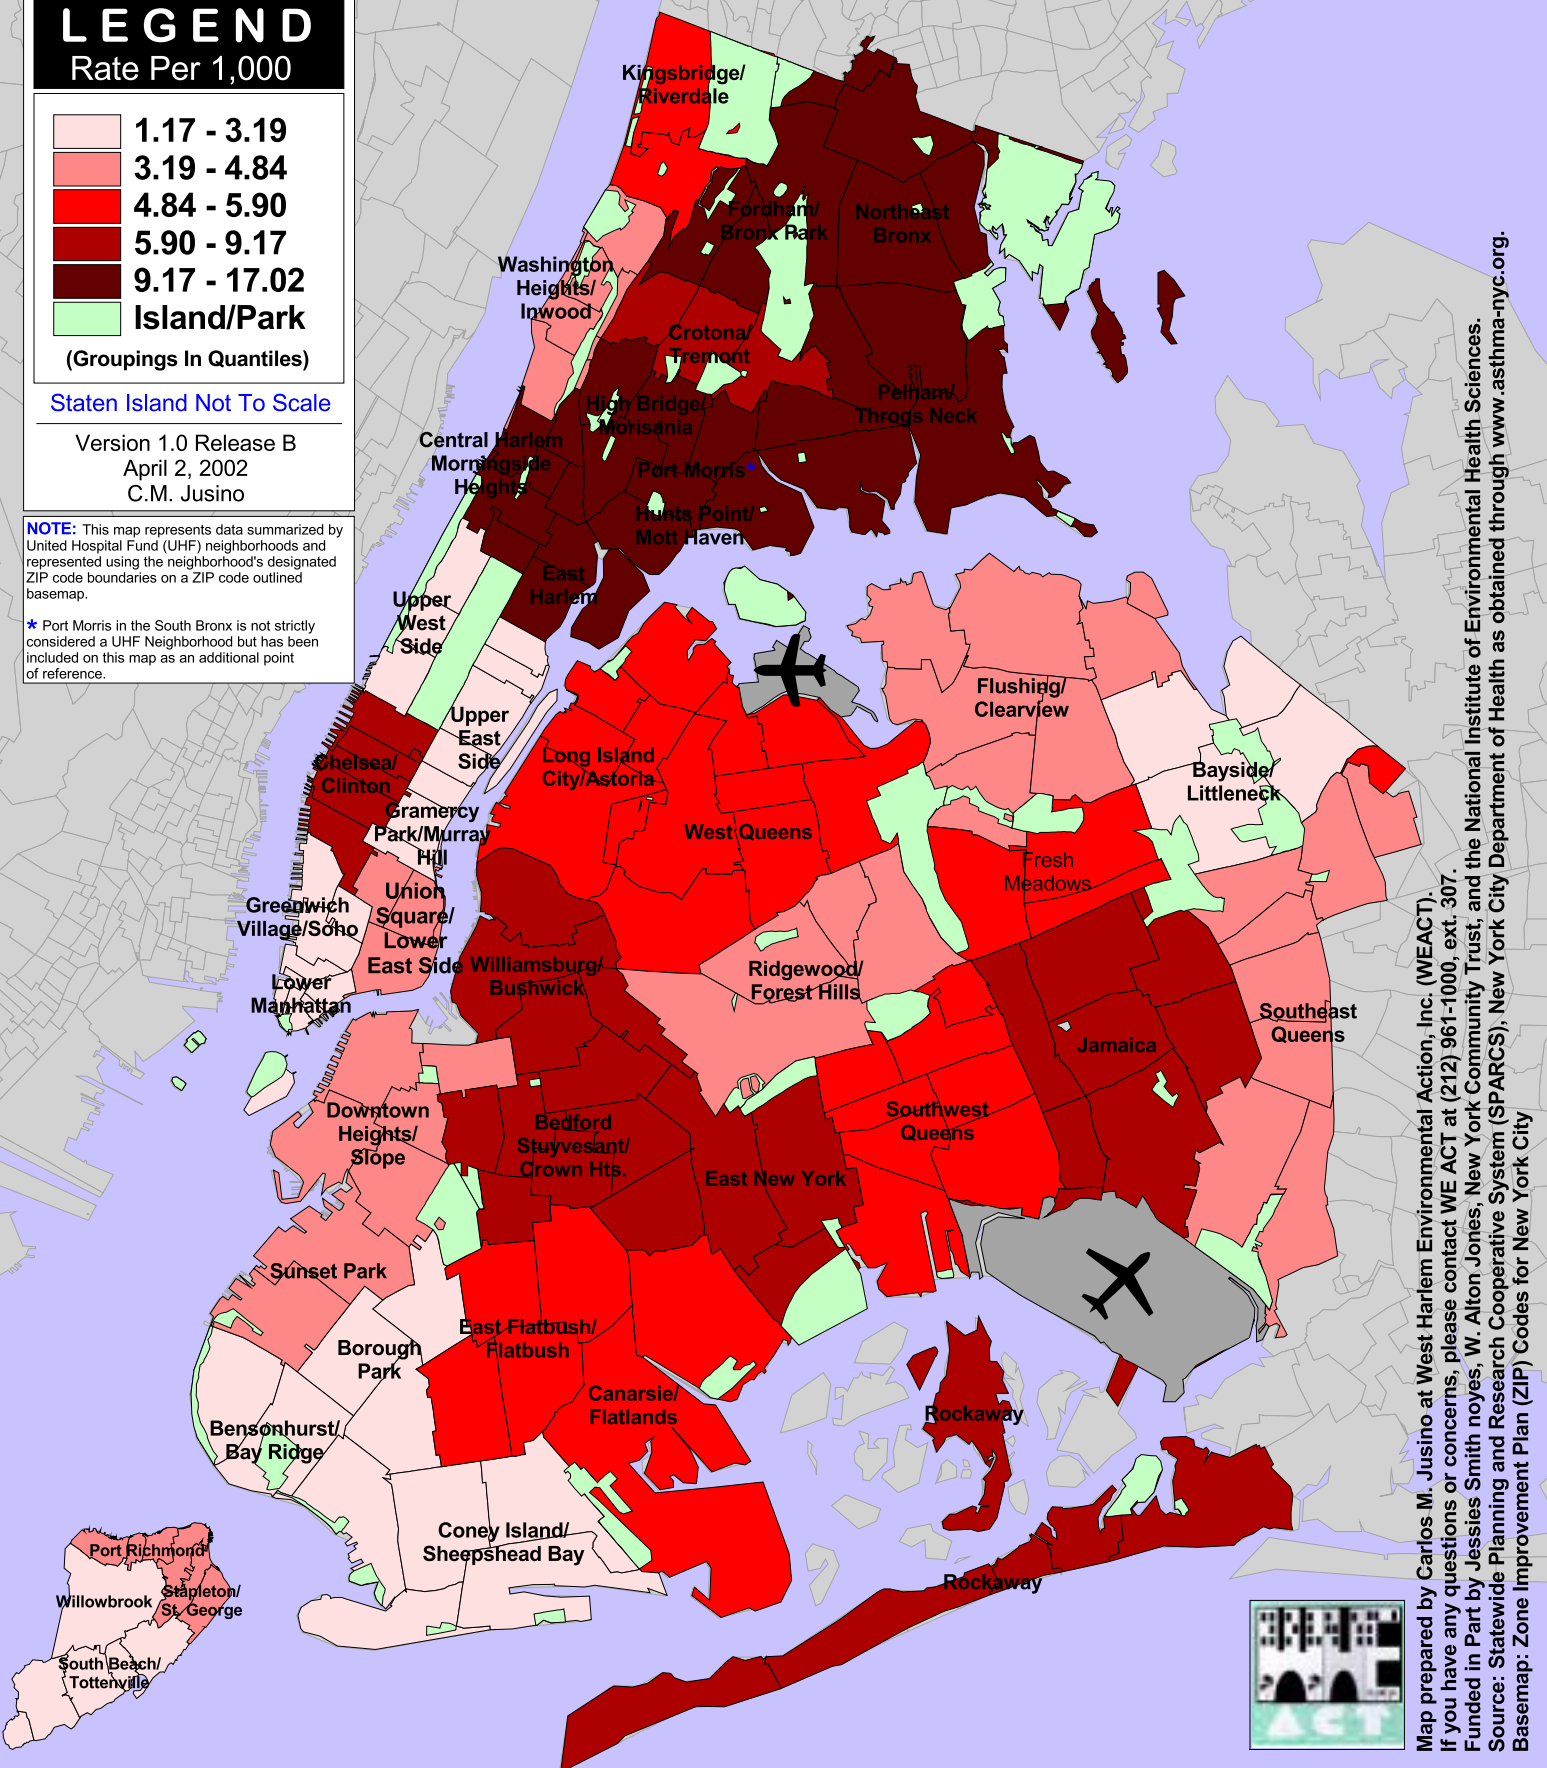 LEGEND
Rate Per 1,000
1.17 - 3.19
3.19 - 4.84
4.84 - 5.90
5.90 - 9.17
9.17 - 17.02
Island/Park
(Groupings In Quantiles)
Staten Island Not To Scale
Version 1.0 Release B
April 2, 2002
C.M. Jusino
NOTE: This map represents data summarized by
United Hospital Fund (UHF) neighborhoods and
represented using the neighborhood's designated
ZIP code boundaries on a ZIP code outlined
basemap.
* Port Morris in the South Bronx is not strictly
considered a UHF Neighborhood but has been
included on this map as an additional point
of reference.
Kingsbridge/
Riverdale
Fordham/
Bronx Park
Northeast
Bronx
Washington
Heights/
Inwood
Crotona/
Tremont
Pelham/
Throgs Neck
High Bridge/
Morisania
Central Harlem
Morningside
Heights
Port Morris*
Hunts Point/
Mott Haven
East
Harlem
Upper
West
Side
Upper
East
Side
Chelsea/
Clinton
Gramercy
Park/Murray
Hill
Union
Square/
Lower
East Side
Greenwich
Village/Soho
Lower
Manhattan
Long Island
City/Astoria
West Queens
Flushing/
Clearview
Bayside/
Littleneck
Fresh
Meadows
Ridgewood/
Forest Hills
Southeast
Queens
Jamaica
Southwest
Queens
Williamsburg/
Bushwick
Downtown
Heights/
Slope
Bedford
Stuyvesant/
Crown Hts.
East New York
Sunset Park
Borough
Park
East Flatbush/
Flatbush
Canarsie/
Flatlands
Bensonhurst/
Bay Ridge
Coney Island/
Sheepshead Bay
Rockaway
Rockaway
Port Richmond
Willowbrook
Stapleton/
St. George
South Beach/
Tottenville
ACT
Map prepared by Carlos M. Jusino at West Harlem Environmental Action, Inc. (WEACT).
If you have any questions or concerns, please contact WE ACT at (212) 961-1000, ext. 307.
Funded in Part by Jessies Smith noyes, W. Alton Jones, New York Community Trust, and the National Institute of Environmental Health Sciences.
Source: Statewide Planning and Research Cooperative System (SPARCS), New York City Department of Health as obtained through www.asthma-nyc.org.
Basemap: Zone Improvement Plan (ZIP) Codes for New York City